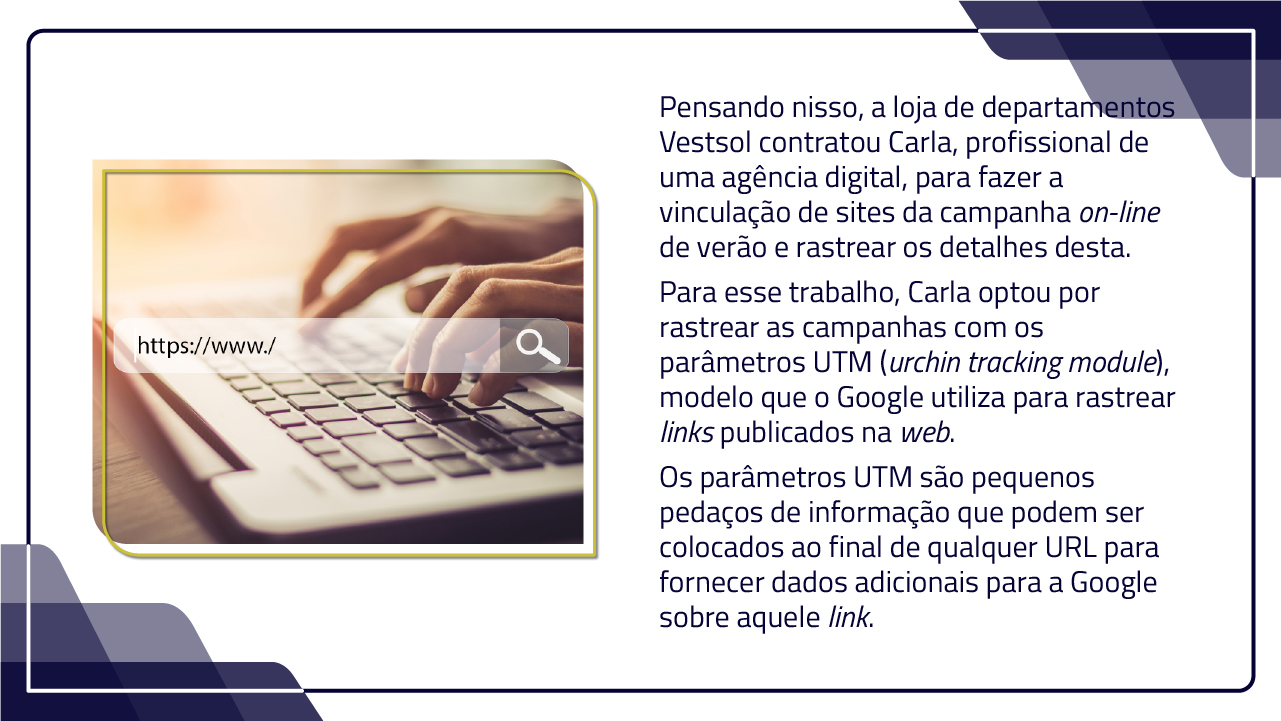 https://www./
Pensando nisso, a loja de departamentos
Vestsol contratou Carla, profissional de
uma agência digital, para fazer a
vinculação de sites da campanha on-line
de verão e rastrear os detalhes desta.
Para esse trabalho, Carla optou por
rastrear as campanhas com os
parâmetros UTM (urchin tracking module),
modelo que o Google utiliza para rastrear
links publicados na web.
Os parâmetros UTM são pequenos
pedaços de informação que podem ser
colocados ao final de qualquer URL para
fornecer dados adicionais para a Google
sobre aquele link.